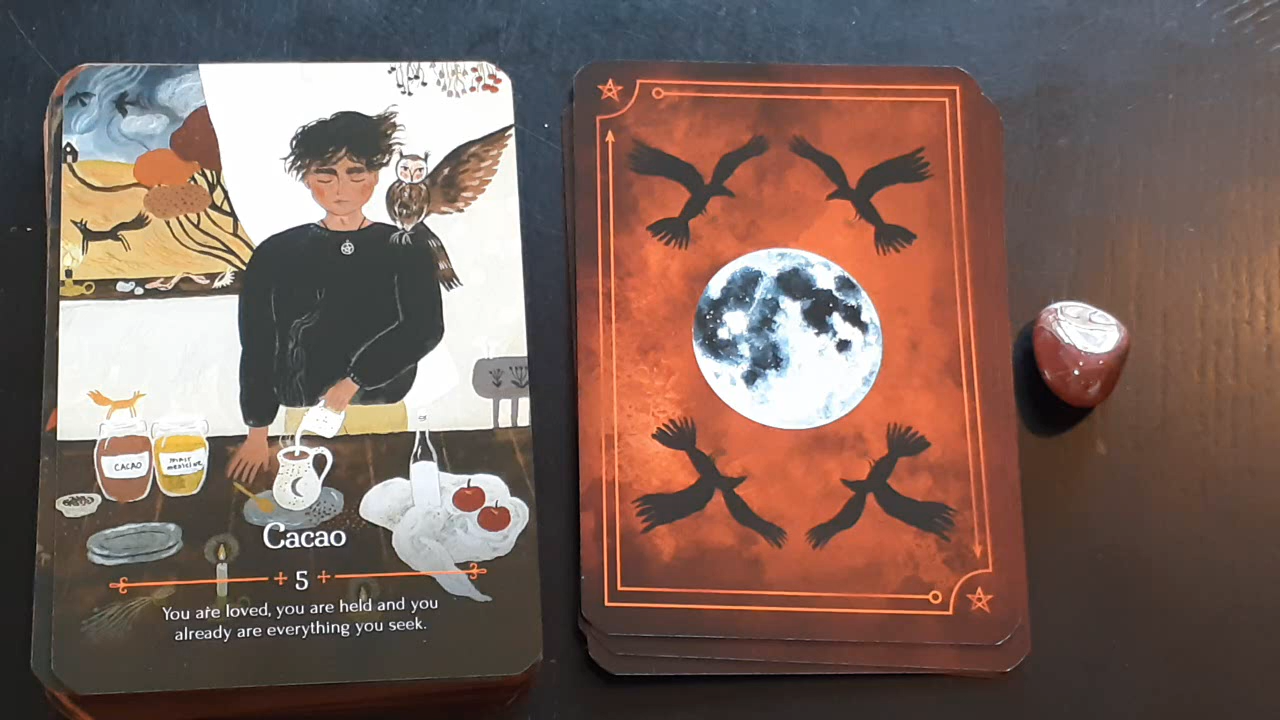 CACAO
Cacao
5
You are loved, you are held and you
already are everything you seek.